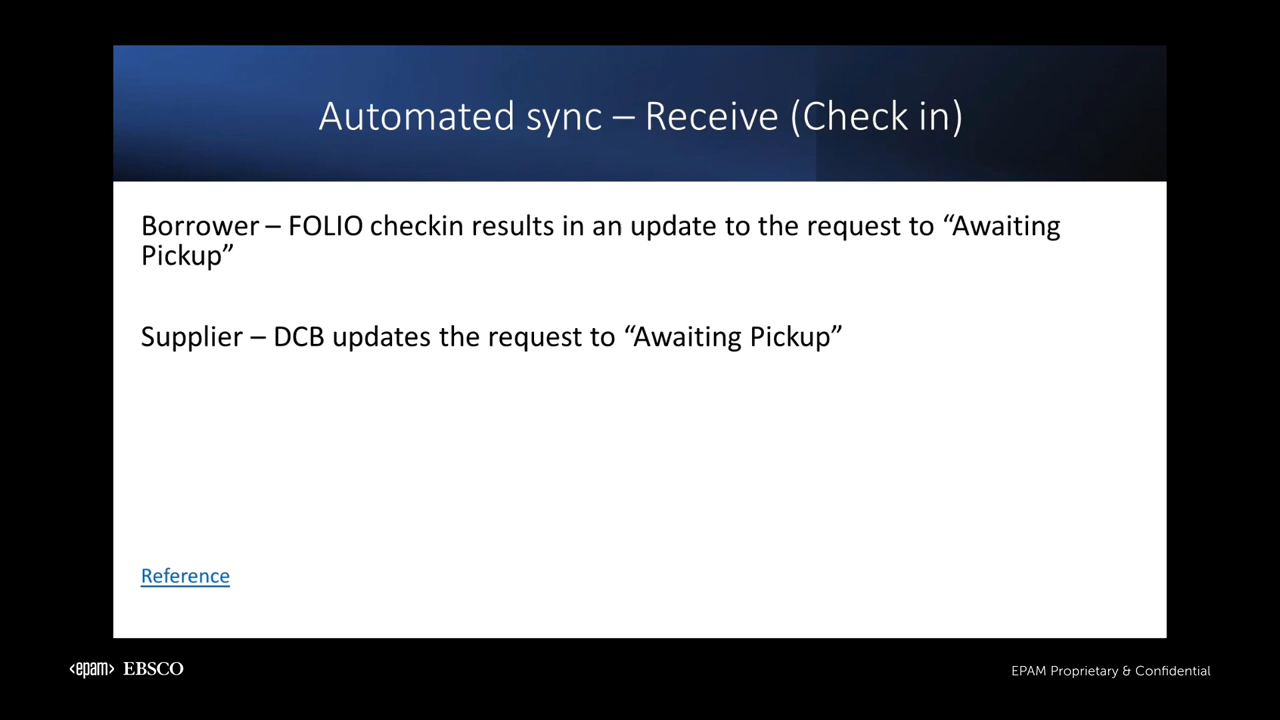 Automated sync – Receive (Check in)
Borrower – FOLIO checkin results in an update to the request to “Awaiting
Pickup”
Supplier – DCB updates the request to “Awaiting Pickup”
Reference
<epam> EBSCO
EPAM Proprietary & Confidential